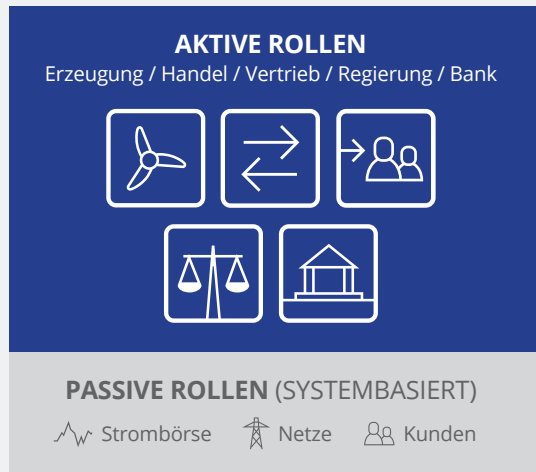 AKTIVE ROLLEN
Erzeugung / Handel / Vertrieb / Regierung / Bank
PASSIVE ROLLEN (SYSTEMBASIERT)
Strombörse Netze Kunden